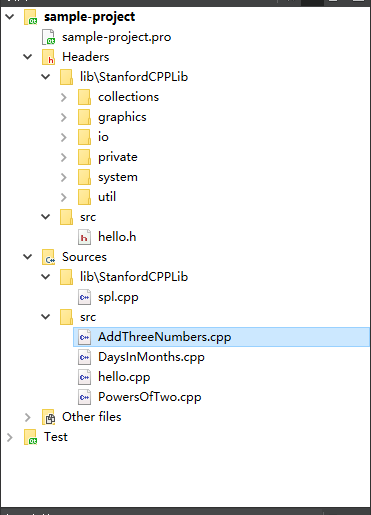 sample-project
sample-project.pro
Headers
lib\StanfordCPPLib
collections
graphics
io
private
system
util
src
hello.h
Sources
lib\StanfordCPPLib
spl.cpp
src
AddThreeNumbers.cpp
DaysInMonths.cpp
hello.cpp
PowersOfTwo.cpp
Other files
Test